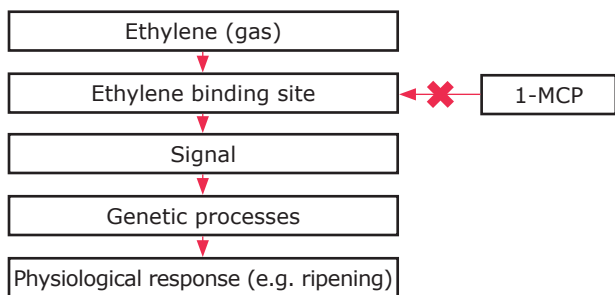 Ethylene (gas)
Ethylene binding site
1-MCP
Signal
Genetic processes
Physiological response (e.g. ripening)